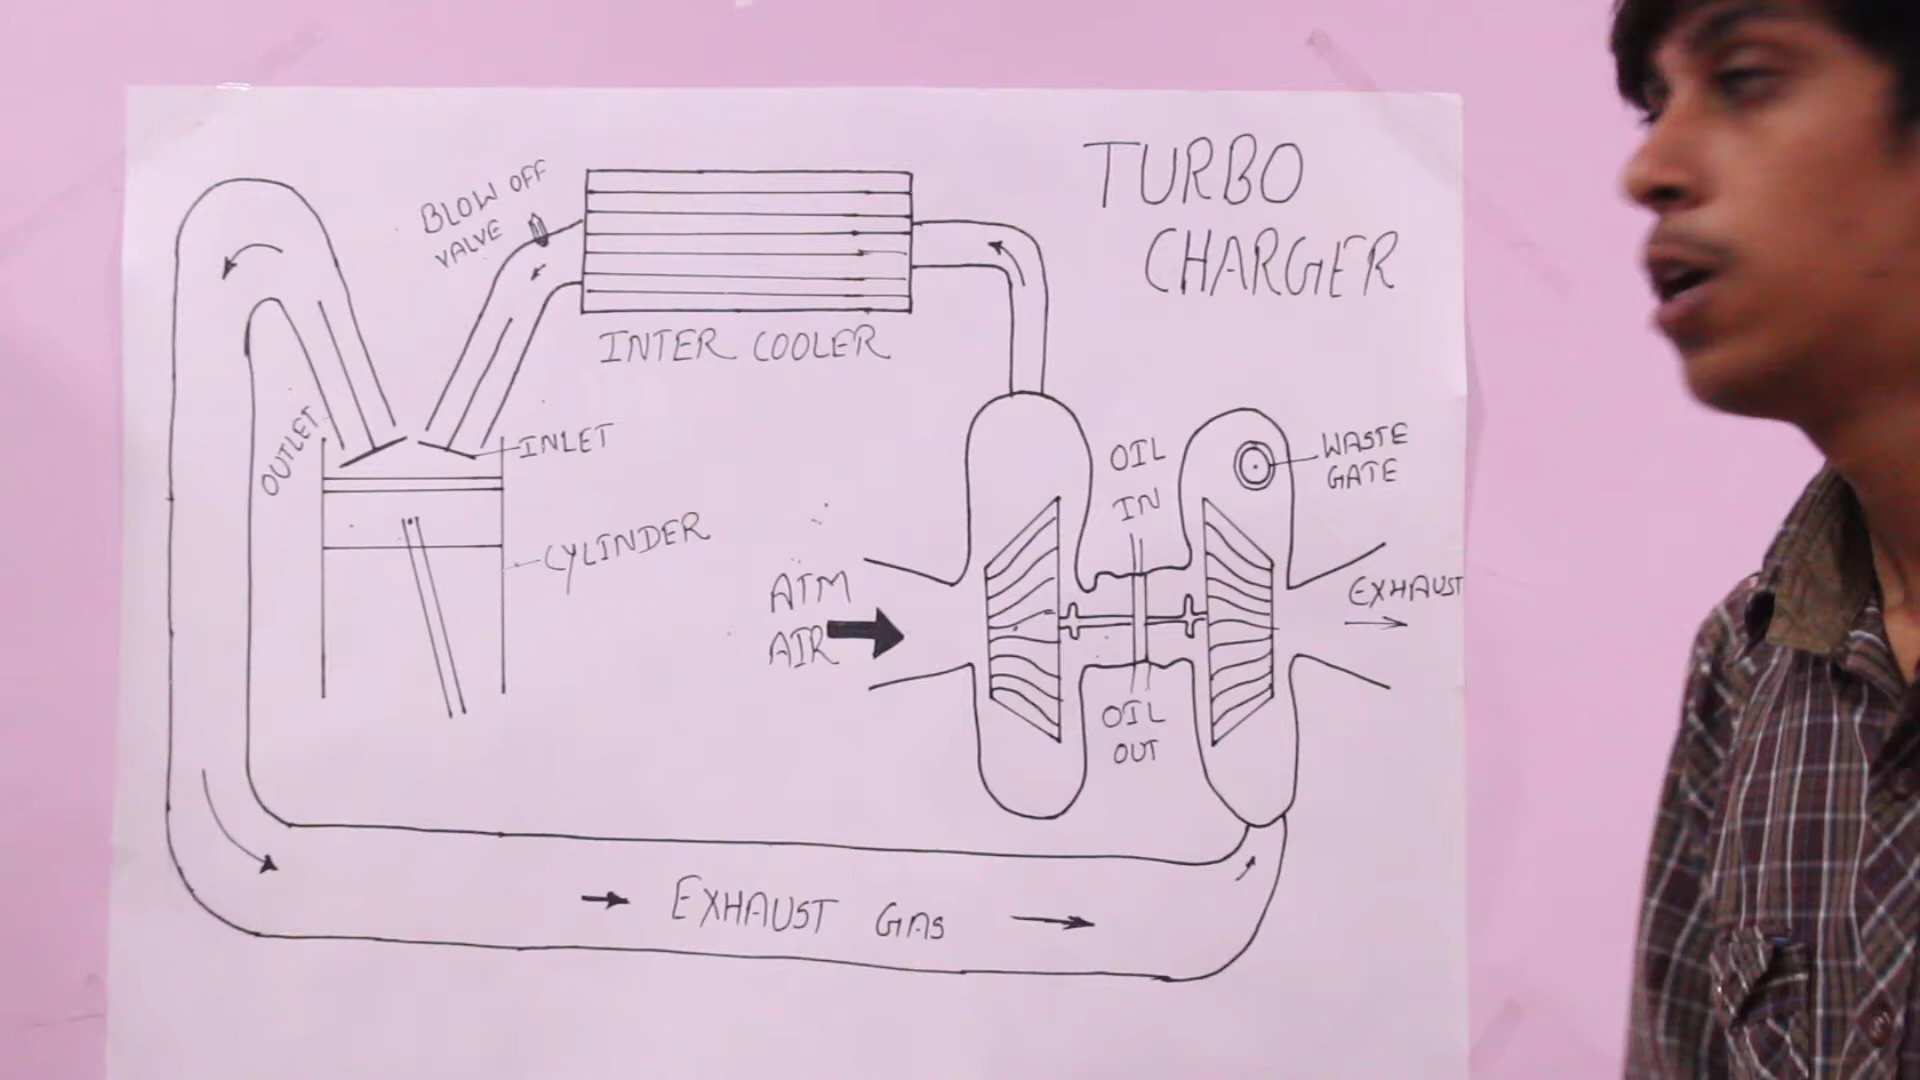 TURBO
CHARGER
BLOW OFF
VALVE
INTER COOLER
OUTLET
INLET
CYLINDER
OIL
IN
WASTE
GATE
ATM
AIR
EXHAUST
OIL
OUT
EXHAUST GAS